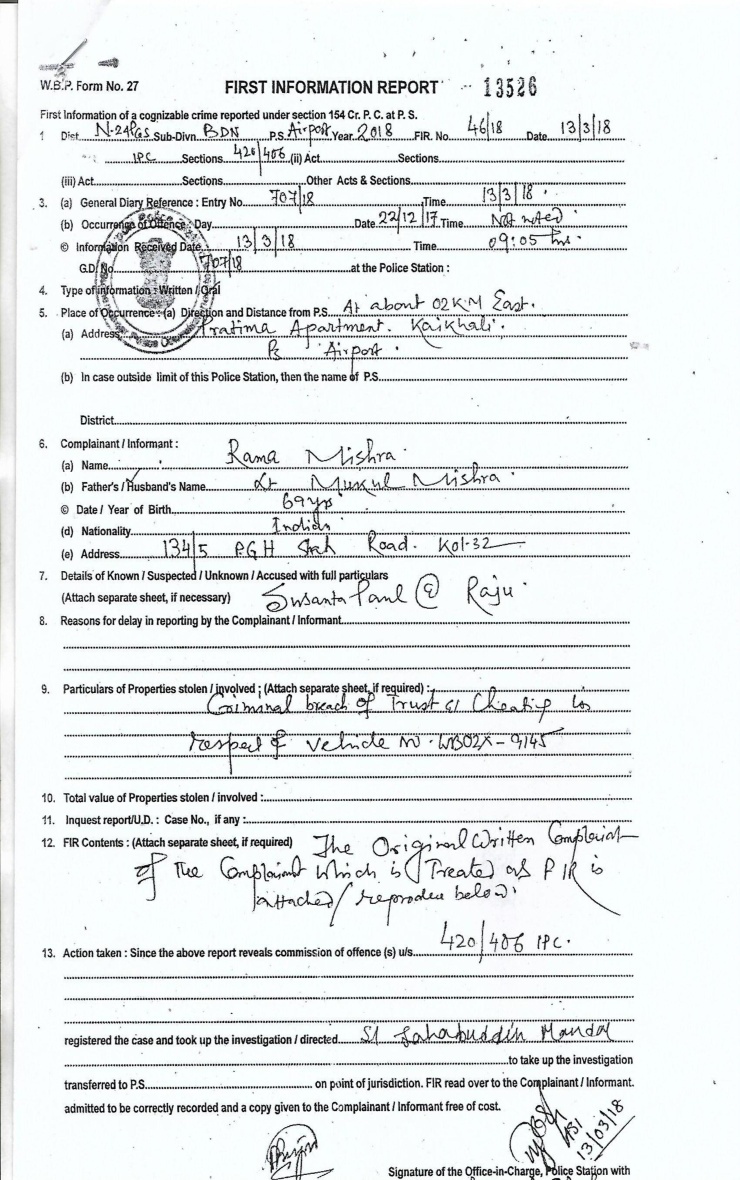 W.B.P. Form No. 27 FIRST INFORMATION REPORT 13526
First Information of a cognizable crime reported under section 154 Cr. P. C. at P. S.
1 Dist. N-24PGS Sub-Divn. BDN P.S. Airport Year 2018 FIR. No. 46/18 Date 13/3/18
IPC Sections 420/406 (ii) Act Sections
(iii) Act Sections Other Acts & Sections
3. (a) General Diary Reference : Entry No. 707/18 Time 13/3/18
(b) Occurrence of Offence : Day Date 22/12/17 Time Not noted
© Information Received Date 13/3/18 Time 09:05 hrs
G.D. No. 707/18 at the Police Station :
4. Type of information : Written / Oral
5. Place of Occurrence : (a) Direction and Distance from P.S. At about 02 KM East.
(a) Address Pratima Apartment. Kaikhali.
Ps Airport.
(b) In case outside limit of this Police Station, then the name of P.S.
District
6. Complainant / Informant :
(a) Name Rama Mishra
(b) Father's / Husband's Name Lt Mukul Mishra
© Date / Year of Birth 69 yrs
(d) Nationality Indian
(e) Address 134/5 P.G.H Shah Road. Kol-32
7. Details of Known / Suspected / Unknown / Accused with full particulars
(Attach separate sheet, if necessary) Susanta Paul @ Raju.
8. Reasons for delay in reporting by the Complainant / Informant
9. Particulars of Properties stolen / involved ; (Attach separate sheet, if required) :
Criminal breach of Trust & Cheating in
respect of vehicle no. WB02X-9145
10. Total value of Properties stolen / involved :
11. Inquest report/U.D. : Case No., if any :
12. FIR Contents : (Attach separate sheet, if required) The Original Written Complaint
of the Complaint which is Treated as FIR is
attached/ below.
13. Action taken : Since the above report reveals commission of offence (s) u/s 420/406 IPC.
registered the case and took up the investigation / directed SI Sahabuddin Mondal
to take up the investigation
transferred to P.S. on point of jurisdiction. FIR read over to the Complainant / Informant.
admitted to be correctly recorded and a copy given to the Complainant / Informant free of cost.
ASI
13/03/18
Signature of the Office-in-Charge, Police Station with